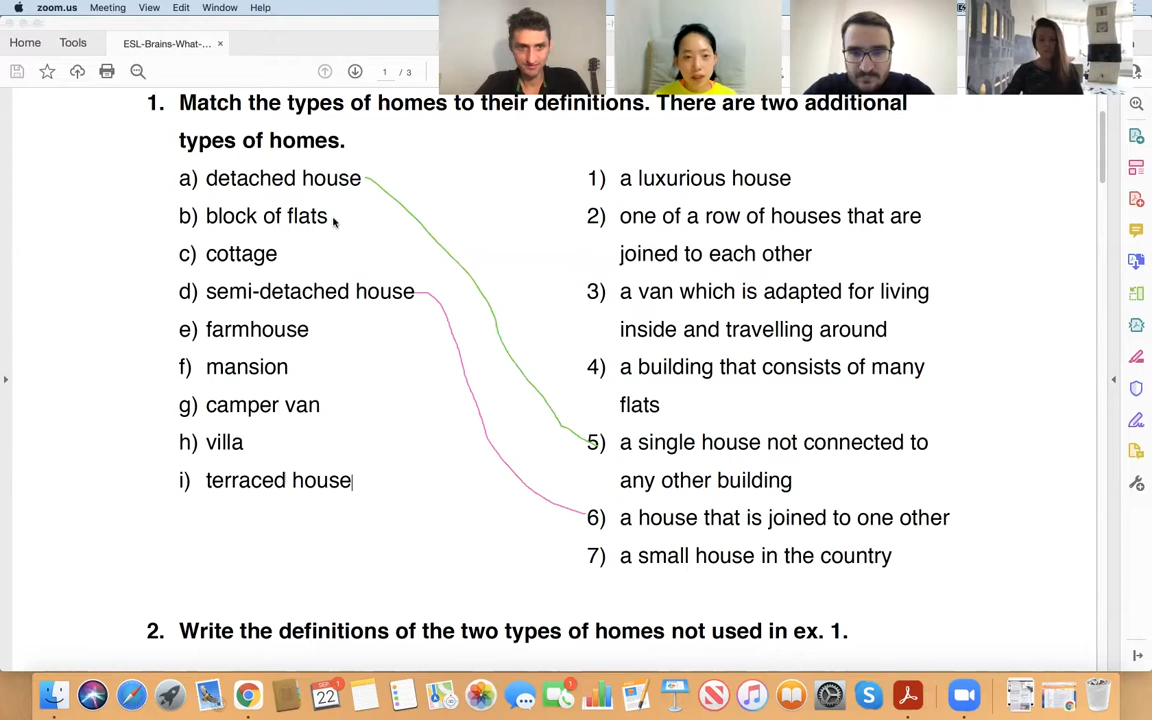 zoom.us Meeting View Edit Window Help
Home Tools ESL-Brains-What-... ×
1 / 3
1. Match the types of homes to their definitions. There are two additional
types of homes.
a) detached house
b) block of flats
c) cottage
d) semi-detached house
e) farmhouse
f) mansion
g) camper van
h) villa
i) terraced house
1) a luxurious house
2) one of a row of houses that are
joined to each other
3) a van which is adapted for living
inside and travelling around
4) a building that consists of many
flats
5) a single house not connected to
any other building
6) a house that is joined to one other
7) a small house in the country
2. Write the definitions of the two types of homes not used in ex. 1.
SEP
22
1
1